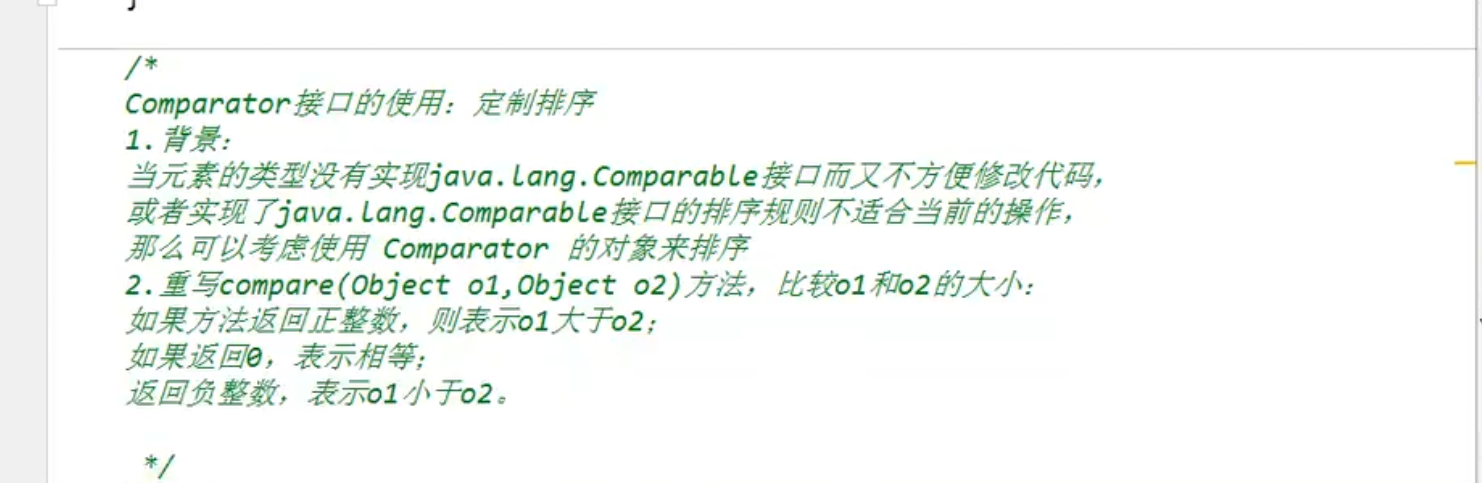 /*
Comparator接口的使用：定制排序
1.背景：
当元素的类型没有实现java.lang.Comparable接口而又不方便修改代码，
或者实现了java.lang.Comparable接口的排序规则不适合当前的操作，
那么可以考虑使用 Comparator 的对象来排序
2.重写compare(Object o1,Object o2)方法，比较o1和o2的大小：
如果方法返回正整数，则表示o1大于o2；
如果返回0，表示相等；
返回负整数，表示o1小于o2。
*/